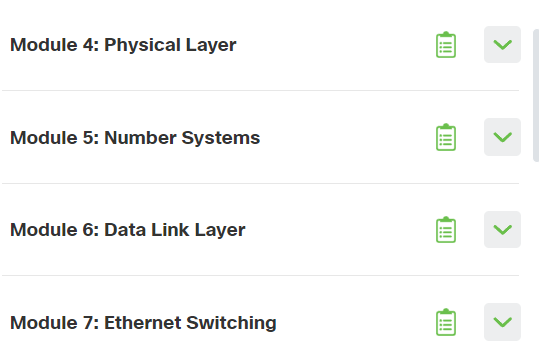 Module 4: Physical Layer
Module 5: Number Systems
Module 6: Data Link Layer
Module 7: Ethernet Switching